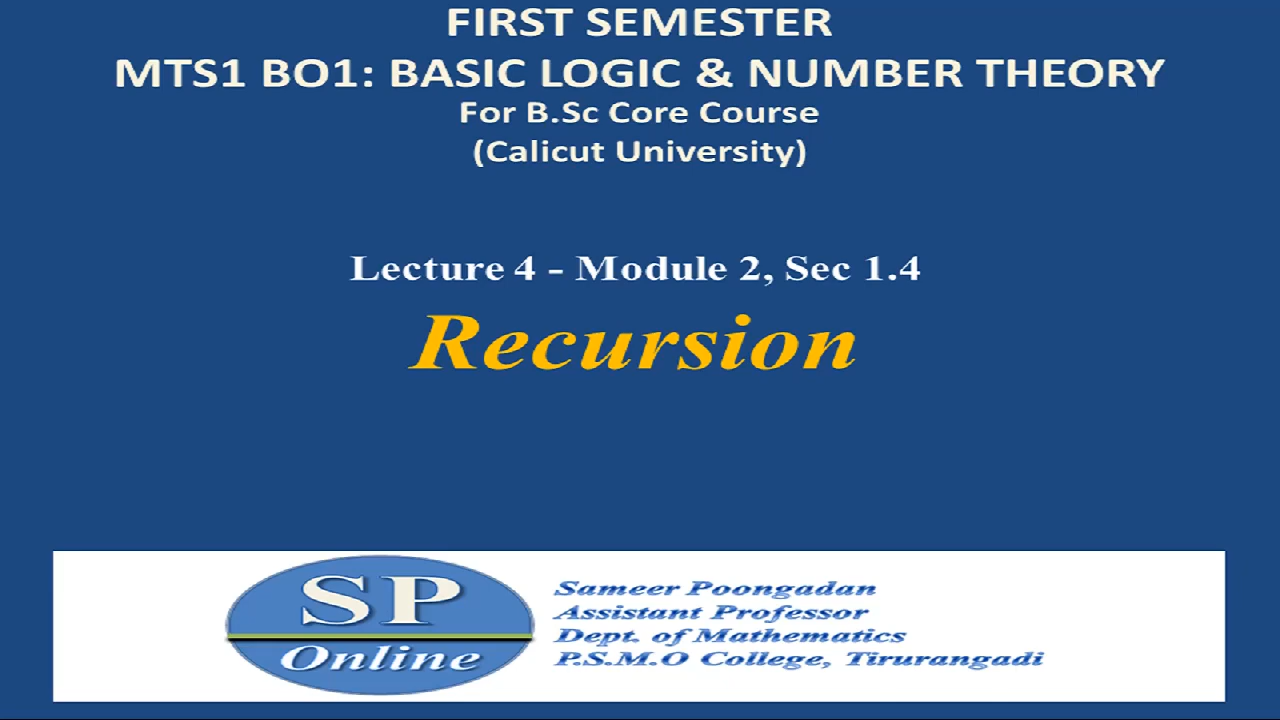 FIRST SEMESTER
MTS1 BO1: BASIC LOGIC & NUMBER THEORY
For B.Sc Core Course
(Calicut University)
Lecture 4 - Module 2, Sec 1.4
Recursion
SP
Online
Sameer Poongadan
Assistant Professor
Dept. of Mathematics
P.S.M.O College, Tirurangadi